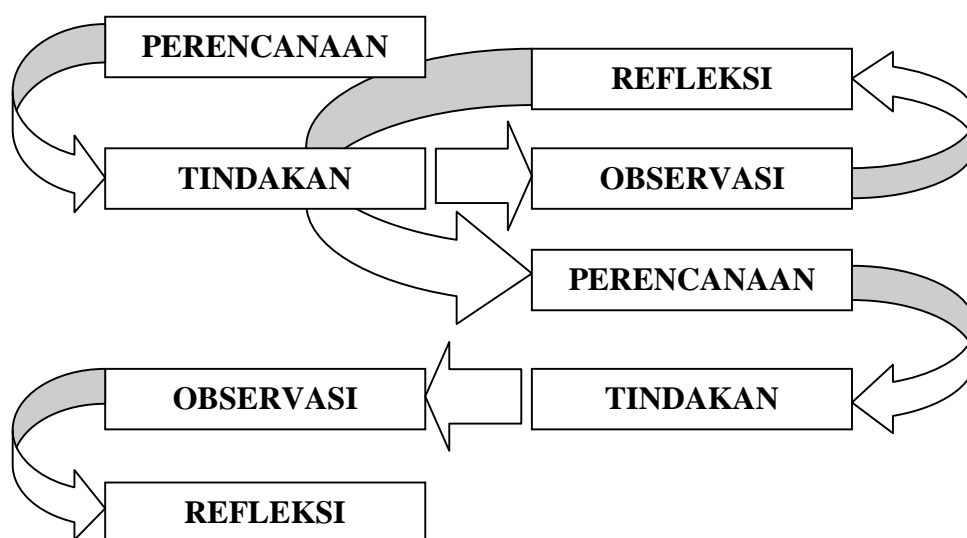 PERENCANAAN
REFLEKSI
TINDAKAN
OBSERVASI
PERENCANAAN
OBSERVASI
TINDAKAN
REFLEKSI